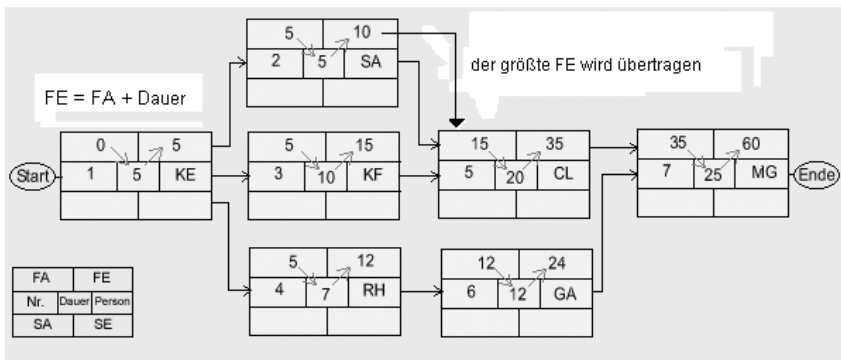 5 10
2 5 SA
der größte FE wird übertragen
FE = FA + Dauer
0 5
1 5 KE
Start
5 15
3 10 KF
15 35
5 20 CL
35 60
7 25 MG
Ende
5 12
4 7 RH
12 24
6 12 GA
FA FE
Nr. Dauer Person
SA SE